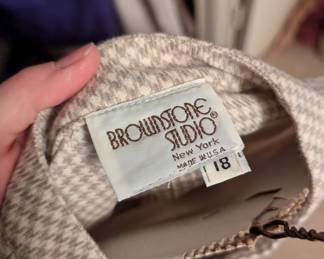 BROWNSTONE
STUDIO®
New York
MADE IN U.S.A.
18